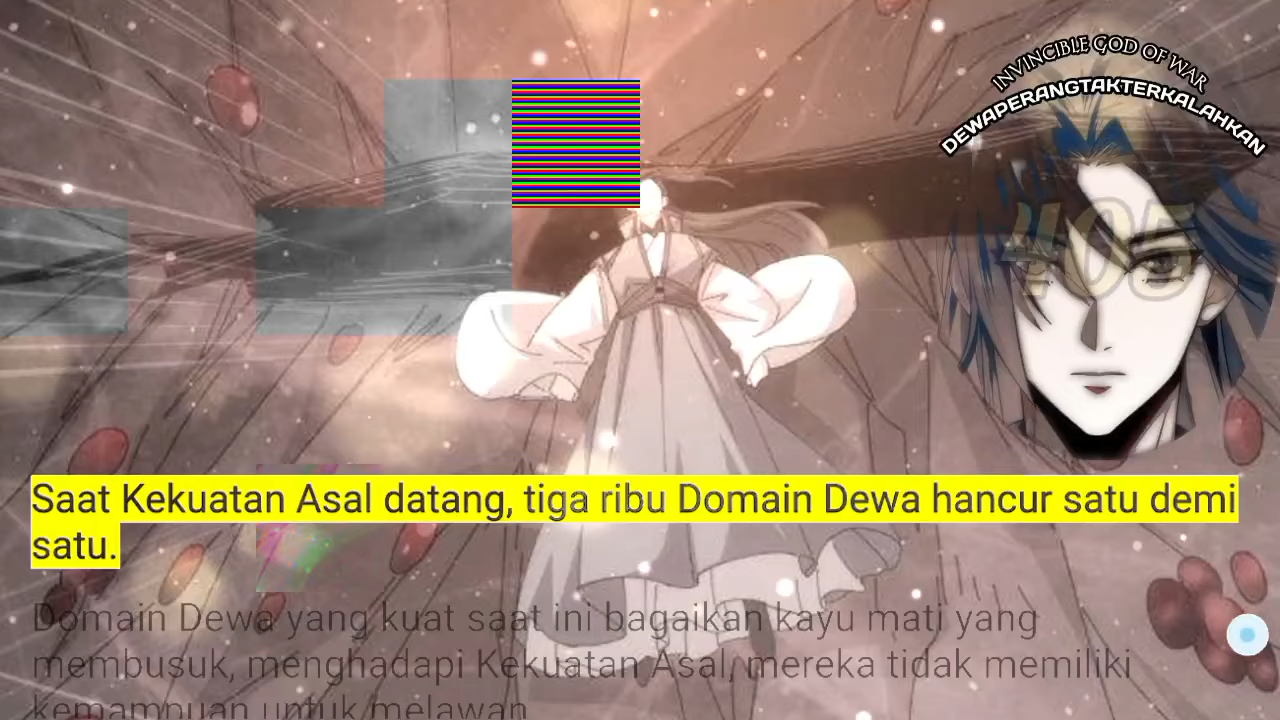 INVINCIBLE GOD OF WAR
DEWAPERANGTAKTERKALAHKAN
405
Saat Kekuatan Asal datang, tiga ribu Domain Dewa hancur satu demi
satu.
Domain Dewa yang kuat saat ini bagaikan kayu mati yang
membusuk, menghadapi Kekuatan Asal, mereka tidak memiliki
kemampuan untuk melawan